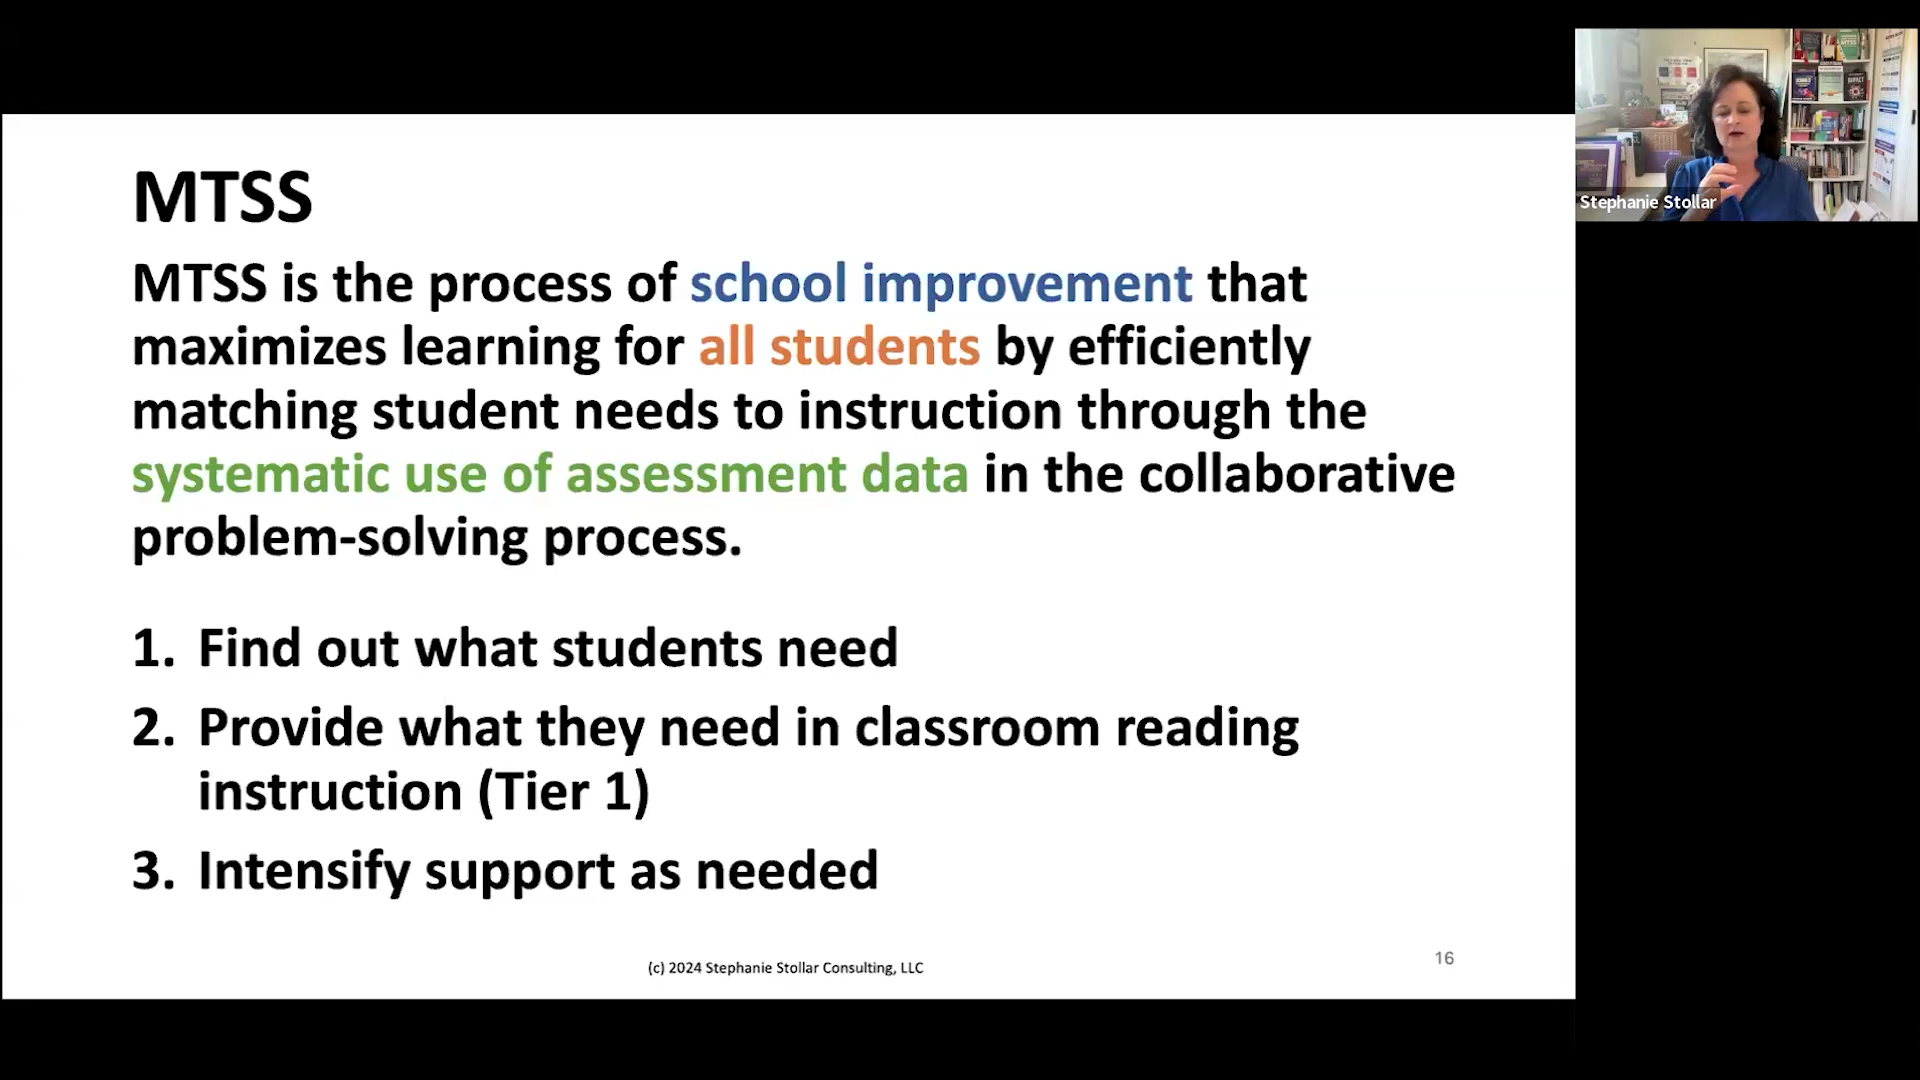 MTSS
MTSS is the process of school improvement that
maximizes learning for all students by efficiently
matching student needs to instruction through the
systematic use of assessment data in the collaborative
problem-solving process.
1. Find out what students need
2. Provide what they need in classroom reading
instruction (Tier 1)
3. Intensify support as needed
(c) 2024 Stephanie Stollar Consulting, LLC
16
Stephanie Stollar